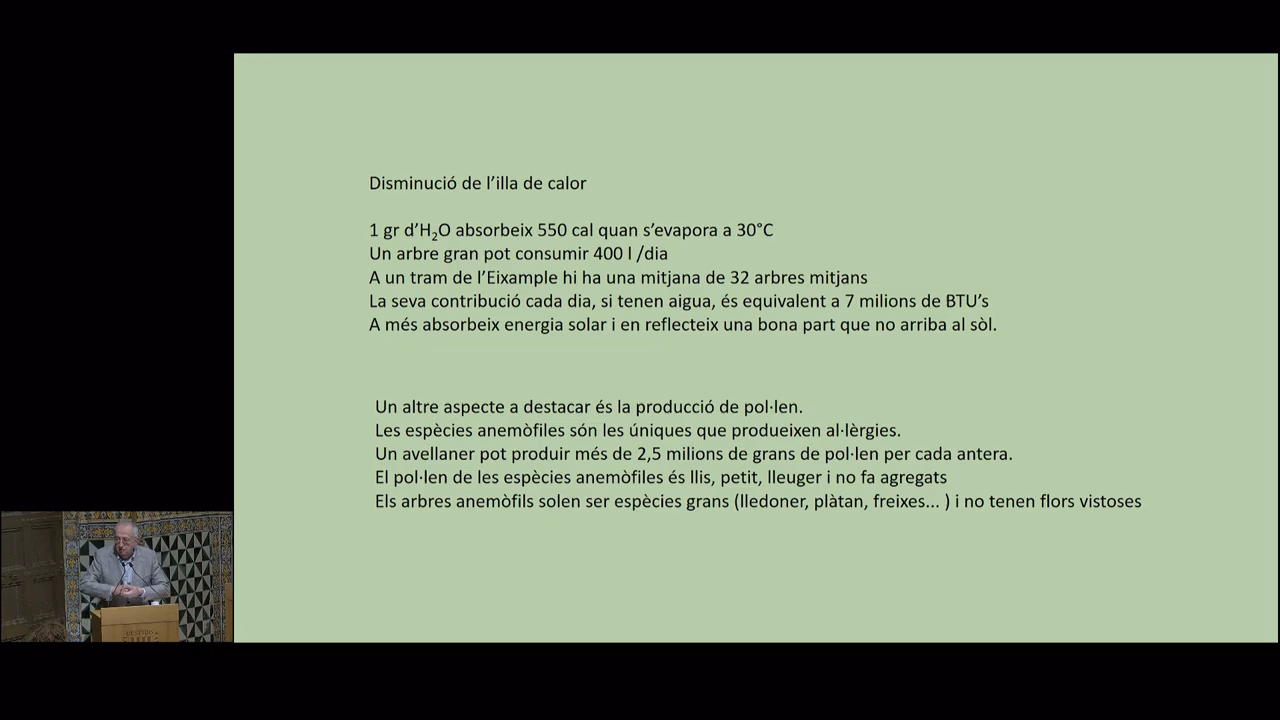 Disminució de l’illa de calor
1 gr d’H₂O absorbeix 550 cal quan s’evapora a 30°C
Un arbre gran pot consumir 400 l /dia
A un tram de l’Eixample hi ha una mitjana de 32 arbres mitjans
La seva contribució cada dia, si tenen aigua, és equivalent a 7 milions de BTU’s
A més absorbeix energia solar i en reflecteix una bona part que no arriba al sòl.
Un altre aspecte a destacar és la producció de pol·len.
Les espècies anemòfiles són les úniques que produeixen al·lèrgies.
Un avellaner pot produir més de 2,5 milions de grans de pol·len per cada antera.
El pol·len de les espècies anemòfiles és llis, petit, lleuger i no fa agregats
Els arbres anemòfils solen ser espècies grans (lledoner, plàtan, freixes... ) i no tenen flors vistoses